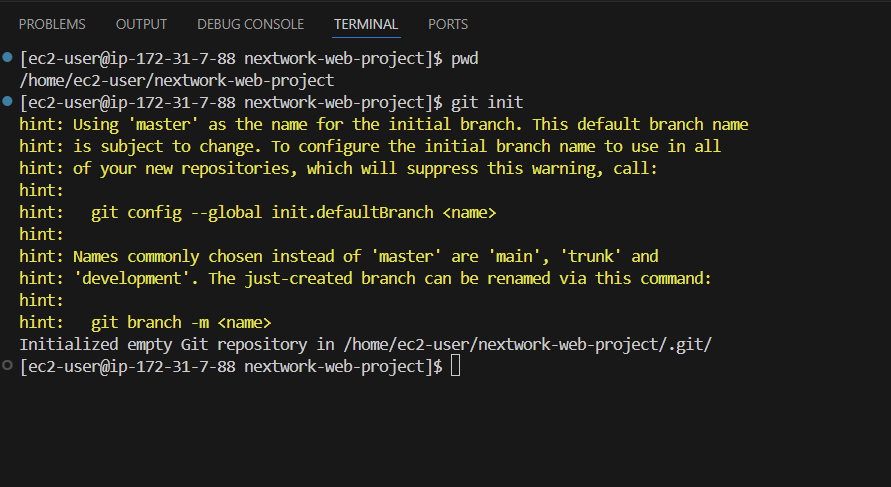 PROBLEMS OUTPUT DEBUG CONSOLE TERMINAL PORTS
[ec2-user@ip-172-31-7-88 nextwork-web-project]$ pwd
/home/ec2-user/nextwork-web-project
[ec2-user@ip-172-31-7-88 nextwork-web-project]$ git init
hint: Using 'master' as the name for the initial branch. This default branch name
hint: is subject to change. To configure the initial branch name to use in all
hint: of your new repositories, which will suppress this warning, call:
hint:
hint:   git config --global init.defaultBranch <name>
hint:
hint: Names commonly chosen instead of 'master' are 'main', 'trunk' and
hint: 'development'. The just-created branch can be renamed via this command:
hint:
hint:   git branch -m <name>
Initialized empty Git repository in /home/ec2-user/nextwork-web-project/.git/
[ec2-user@ip-172-31-7-88 nextwork-web-project]$